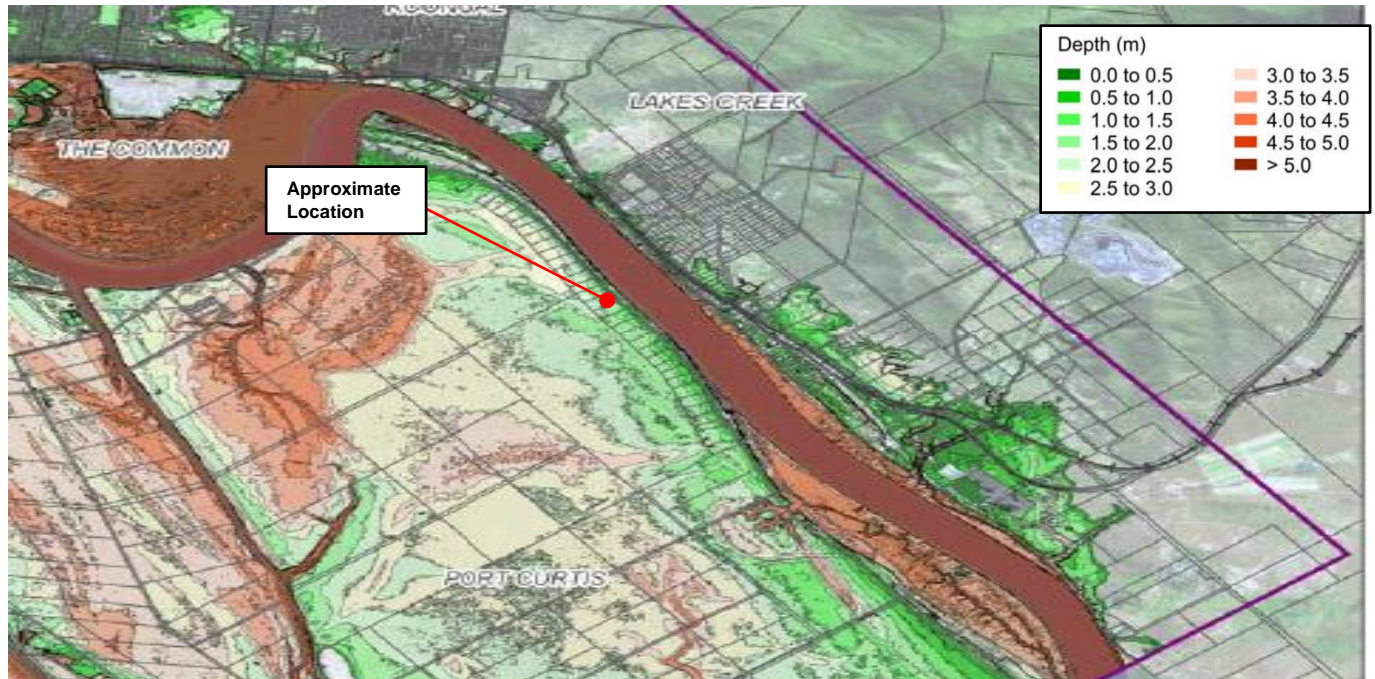 KOONGAL
Depth (m)
0.0 to 0.5
0.5 to 1.0
1.0 to 1.5
1.5 to 2.0
2.0 to 2.5
2.5 to 3.0
3.0 to 3.5
3.5 to 4.0
4.0 to 4.5
4.5 to 5.0
> 5.0
LAKES CREEK
THE COMMON
Approximate
Location
PORT CURTIS